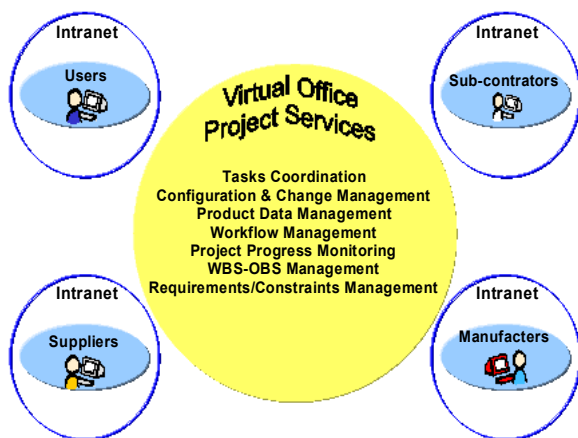 Intranet
Users
Intranet
Sub-contrators
Virtual Office
Project Services
Tasks Coordination
Configuration & Change Management
Product Data Management
Workflow Management
Project Progress Monitoring
WBS-OBS Management
Requirements/Constraints Management
Intranet
Suppliers
Intranet
Manufacters